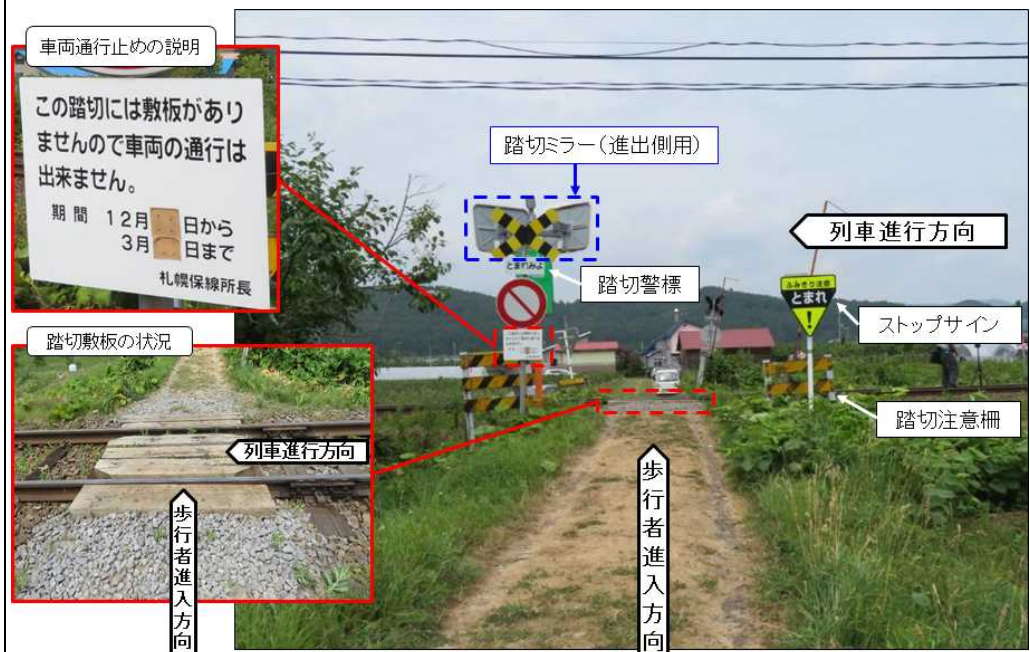 車両通行止めの説明
この踏切には敷板があり
ませんので車両の通行は
出来ません。
期間 12月 日から
3月 日まで
札幌保線所長
踏切ミラー(進出側用)
列車進行方向
とまれみよ
踏切警標
ふみきり注意
とまれ
!
ストップサイン
踏切注意柵
踏切敷板の状況
列車進行方向
歩行者進入方向
歩行者進入方向